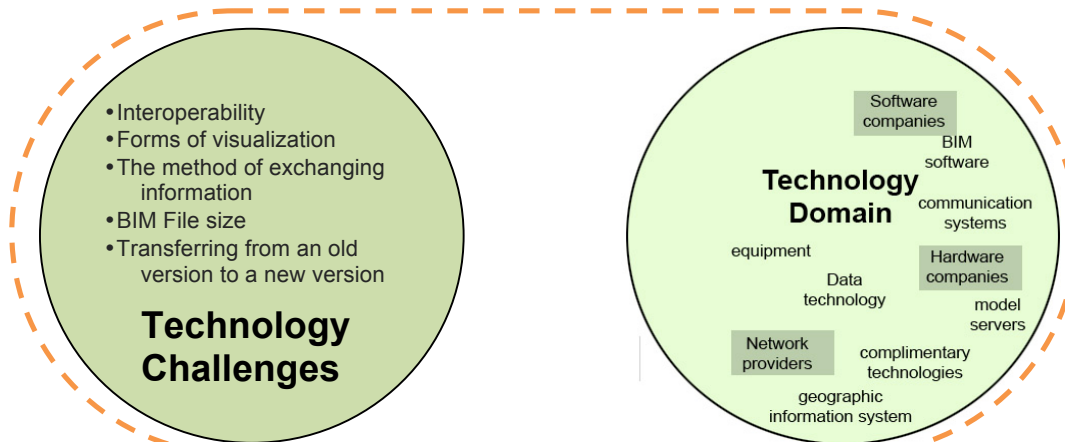 •Interoperability
•Forms of visualization
•The method of exchanging
information
•BIM File size
•Transferring from an old
version to a new version
Technology
Challenges
Software
companies
BIM
software
Technology
Domain
communication
systems
equipment
Hardware
companies
Data
technology
model
servers
Network
providers
complimentary
technologies
geographic
information system